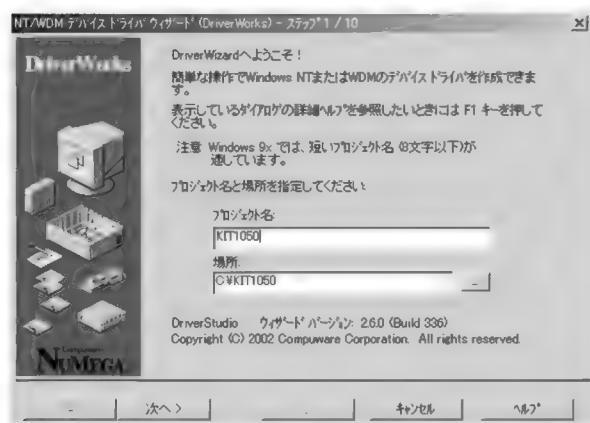 NT/WDM デバイス ドライバ ウィザード (DriverWorks) - ステップ 1 / 10
DriverWorks
DriverWizardへようこそ！
簡単な操作でWindows NTまたはWDMのデバイス ドライバを作成できま
す。
表示しているダイアログの詳細ヘルプを参照したいときには F1 キーを押して
ください。
注意 Windows 9x では、短いプロジェクト名 (8文字以下)が
適しています。
プロジェクト名と場所を指定してください:
プロジェクト名:
KIT1050
場所:
C:¥KIT1050
DriverStudio ウィザード バージョン: 2.6.0 (Build 336)
Copyright (C) 2002 Compuware Corporation. All rights reserved.
Compuware
NUMEGA
次へ >
キャンセル
ヘルプ